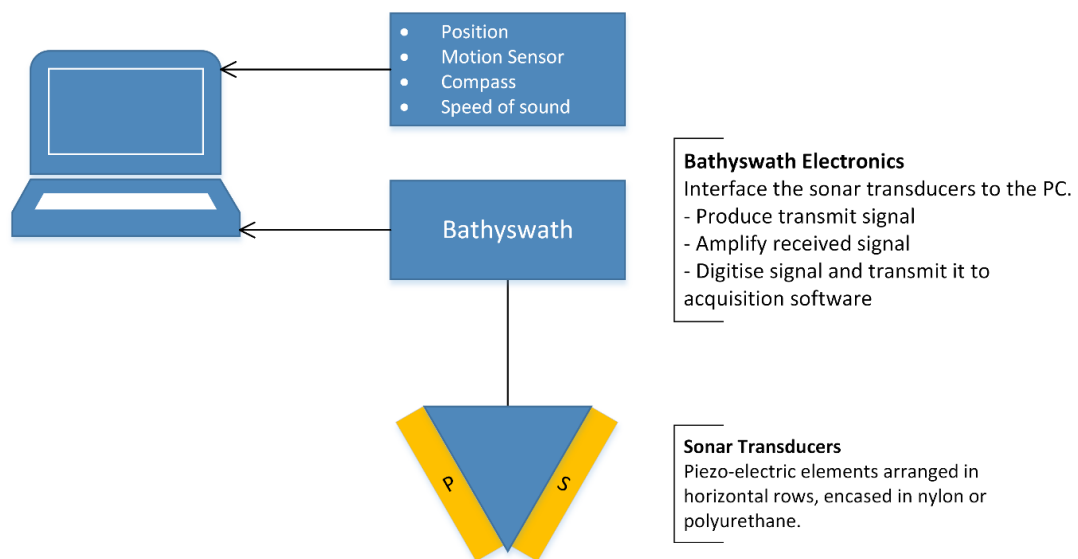 • Position
• Motion Sensor
• Compass
• Speed of sound
Bathyswath
Bathyswath Electronics
Interface the sonar transducers to the PC.
- Produce transmit signal
- Amplify received signal
- Digitise signal and transmit it to
acquisition software
P
S
Sonar Transducers
Piezo-electric elements arranged in
horizontal rows, encased in nylon or
polyurethane.